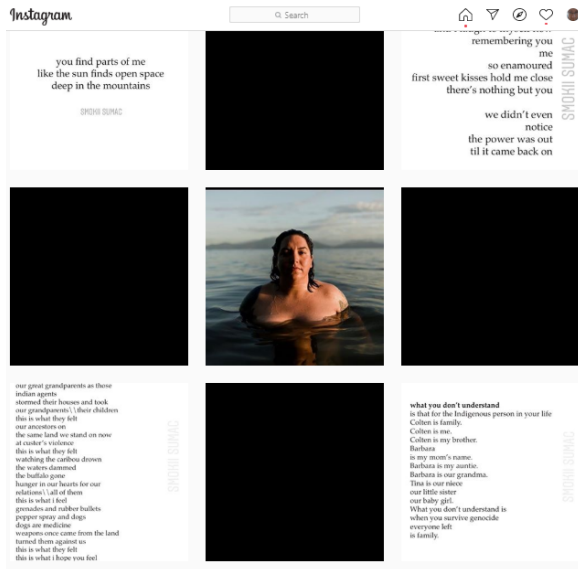 Instagram
Search
you find parts of me
like the sun finds open space
deep in the mountains
SMOKII SUMAC
remembering you
me
so enamoured
first sweet kisses hold me close
there's nothing but you
we didn't even
notice
the power was out
til it came back on
SMOKII SUMAC
our great grandparents as those
indian agents
stormed their houses and took
our grandparents\\their children
this is what they felt
our ancestors on
the same land we stand on now
at custer's violence
this is what they felt
watching the caribou drown
the waters dammed
the buffalo gone
hunger in our hearts for our
relations\\all of them
this is what i feel
grenades and rubber bullets
popper spray and dogs
dogs are medicine
weapons once came from the land
turned them against us
this is what they felt
this is what i hope you feel
SMOKII SUMAC
what you don't understand
is that for the Indigenous person in your life
Colten is family.
Colten is me.
Colten is my brother.
Barbara
is my mom's name.
Barbara is my auntie.
Barbara is our grandma.
Tina is our niece
our little sister
our baby girl.
What you don't understand is
when you survive genocide
everyone left
is family.
SMOKII SUMAC